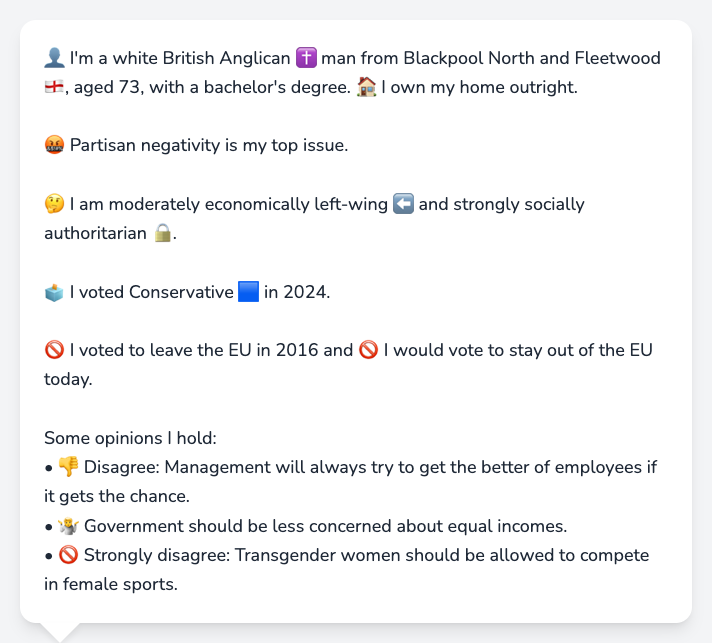 👤 I'm a white British Anglican ✝️ man from Blackpool North and Fleetwood
🏴󠁧󠁢󠁥󠁮󠁧󠁿, aged 73, with a bachelor's degree. 🏠 I own my home outright.
🤬 Partisan negativity is my top issue.
🤔 I am moderately economically left-wing ⬅️ and strongly socially
authoritarian 🔒.
🗳️ I voted Conservative 🟦 in 2024.
🚫 I voted to leave the EU in 2016 and 🚫 I would vote to stay out of the EU
today.
Some opinions I hold:
• 👎 Disagree: Management will always try to get the better of employees if
it gets the chance.
• 🤷 Government should be less concerned about equal incomes.
• 🚫 Strongly disagree: Transgender women should be allowed to compete
in female sports.